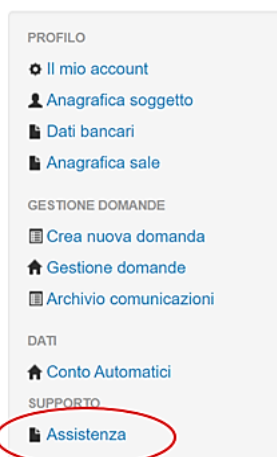 PROFILO
Il mio account
Anagrafica soggetto
Dati bancari
Anagrafica sale
GESTIONE DOMANDE
Crea nuova domanda
Gestione domande
Archivio comunicazioni
DATI
Conto Automatici
SUPPORTO
Assistenza